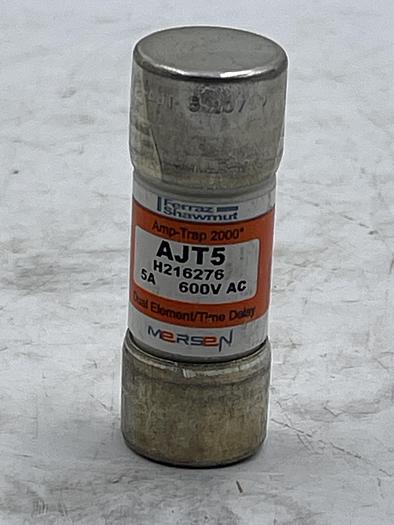 Ferraz
Shawmut
Amp-Trap 2000®
AJT5
H216276
5A 600V AC
Dual Element/Time Delay
MERSEN